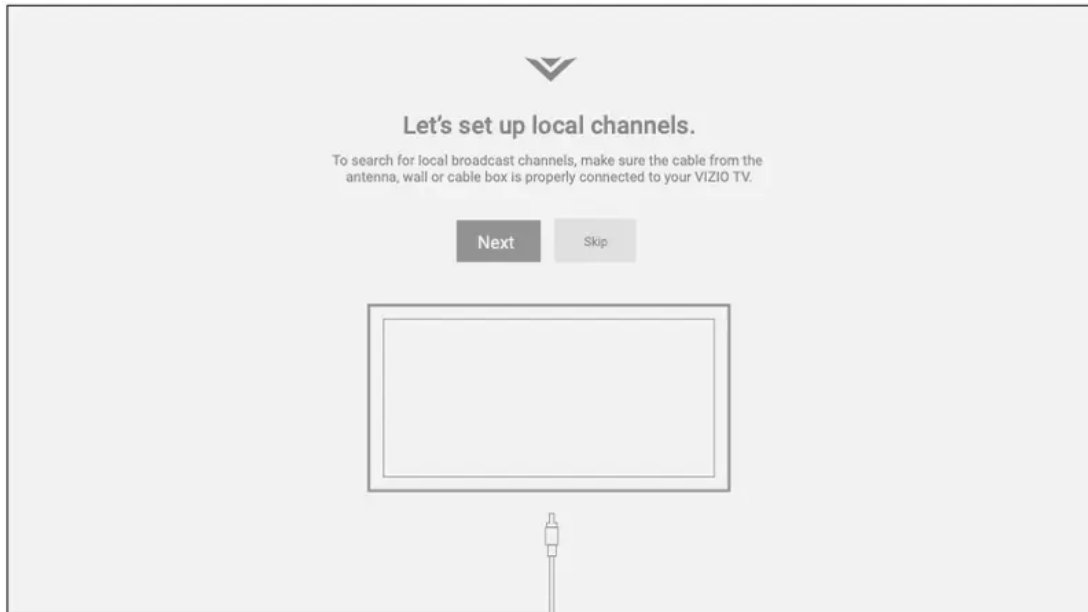 Let's set up local channels.
To search for local broadcast channels, make sure the cable from the
antenna, wall or cable box is properly connected to your VIZIO TV.
Next
Skip